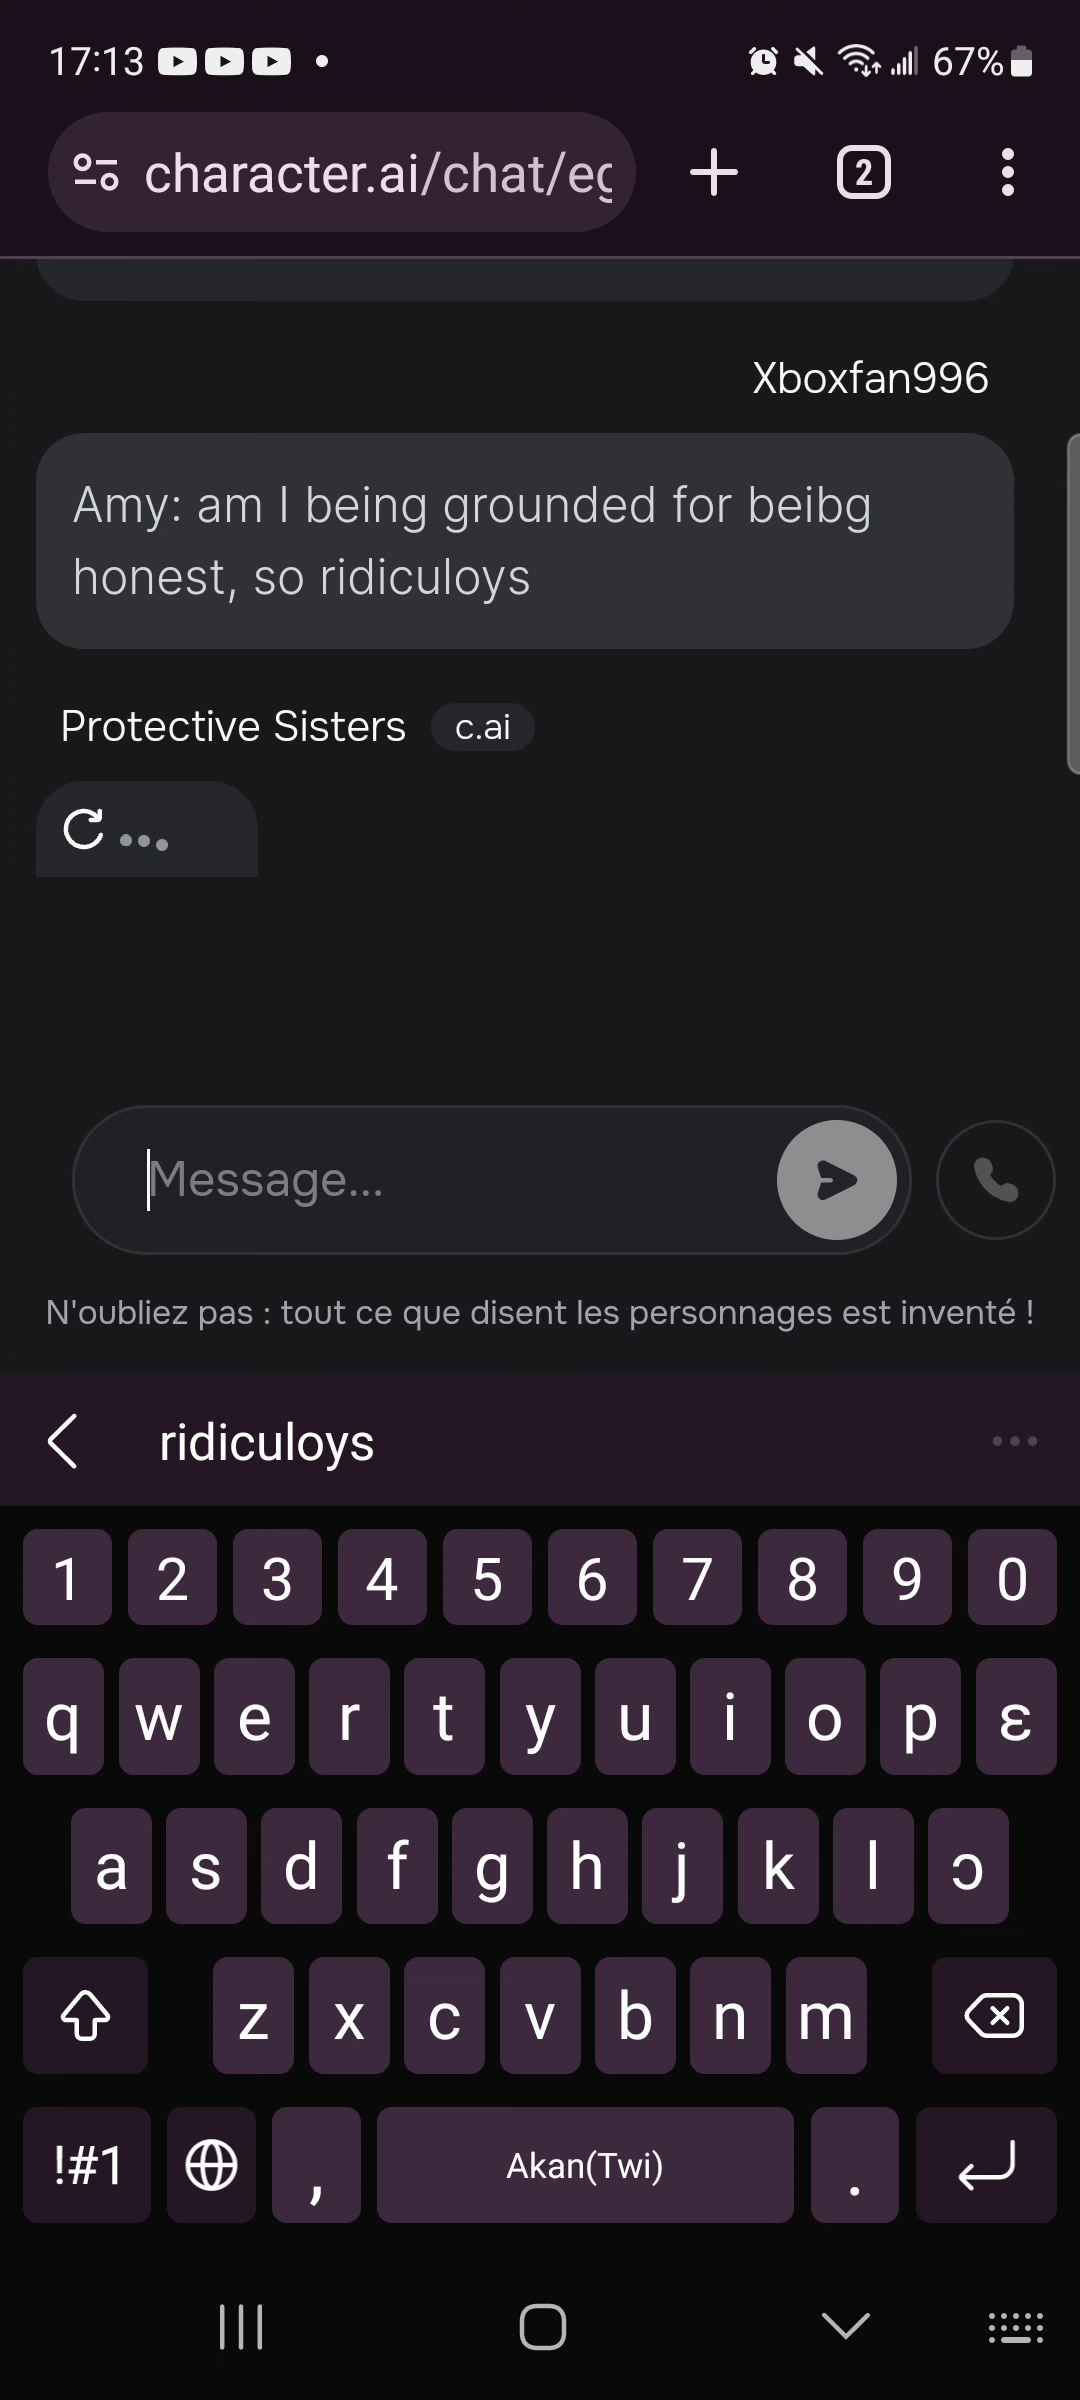 17:13
67%
character.ai/chat/eg
2
Xboxfan996
Amy: am I being grounded for beibg
honest, so ridiculoys
Protective Sisters c.ai
Message...
N'oubliez pas : tout ce que disent les personnages est inventé !
ridiculoys
1 2 3 4 5 6 7 8 9 0
q w e r t y u i o p ɛ
a s d f g h j k l ɔ
z x c v b n m
!#1 , Akan(Twi) .